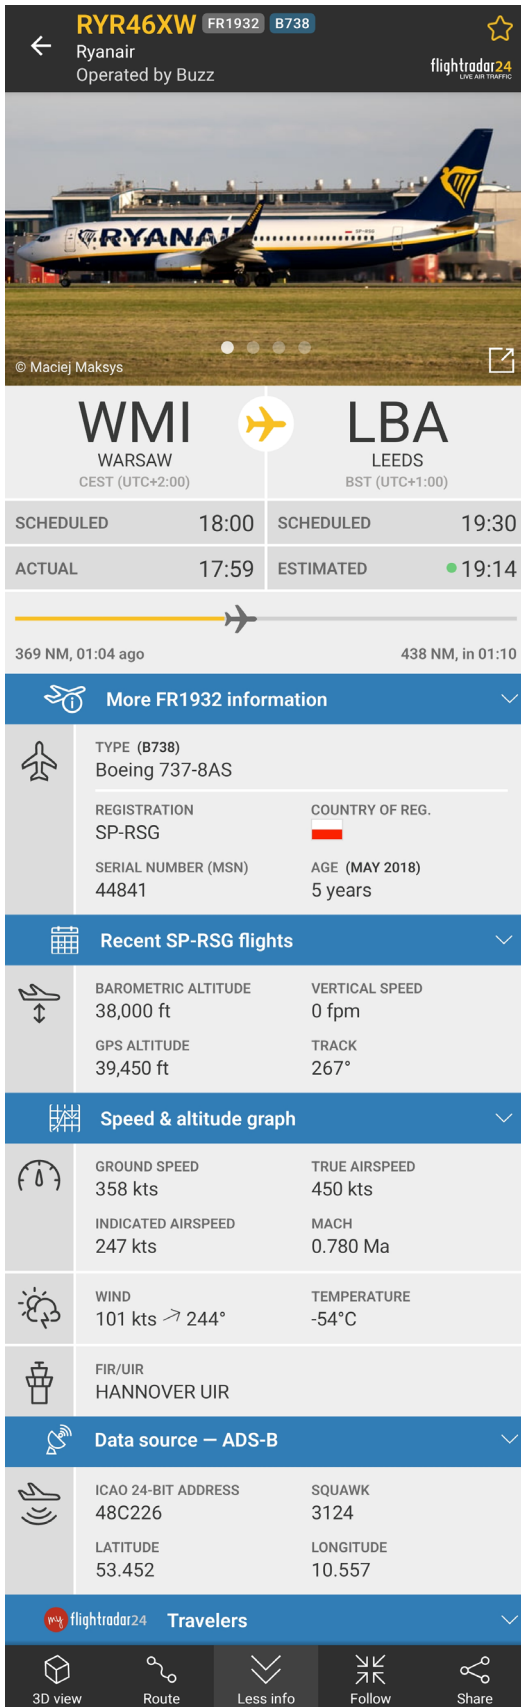 RYR46XW FR1932 B738
Ryanair
Operated by Buzz
flightradar24
LIVE AIR TRAFFIC
RYANAIR
SP-RSG
© Maciej Maksys
WMI LBA
WARSAW LEEDS
CEST (UTC+2:00) BST (UTC+1:00)
SCHEDULED 18:00 SCHEDULED 19:30
ACTUAL 17:59 ESTIMATED 19:14
369 NM, 01:04 ago 438 NM, in 01:10
More FR1932 information
TYPE (B738)
Boeing 737-8AS
REGISTRATION COUNTRY OF REG.
SP-RSG
SERIAL NUMBER (MSN) AGE (MAY 2018)
44841 5 years
Recent SP-RSG flights
BAROMETRIC ALTITUDE VERTICAL SPEED
38,000 ft 0 fpm
GPS ALTITUDE TRACK
39,450 ft 267°
Speed & altitude graph
GROUND SPEED TRUE AIRSPEED
358 kts 450 kts
INDICATED AIRSPEED MACH
247 kts 0.780 Ma
WIND TEMPERATURE
101 kts 244° -54°C
FIR/UIR
HANNOVER UIR
Data source — ADS-B
ICAO 24-BIT ADDRESS SQUAWK
48C226 3124
LATITUDE LONGITUDE
53.452 10.557
my flightradar24 Travelers
3D view Route Less info Follow Share